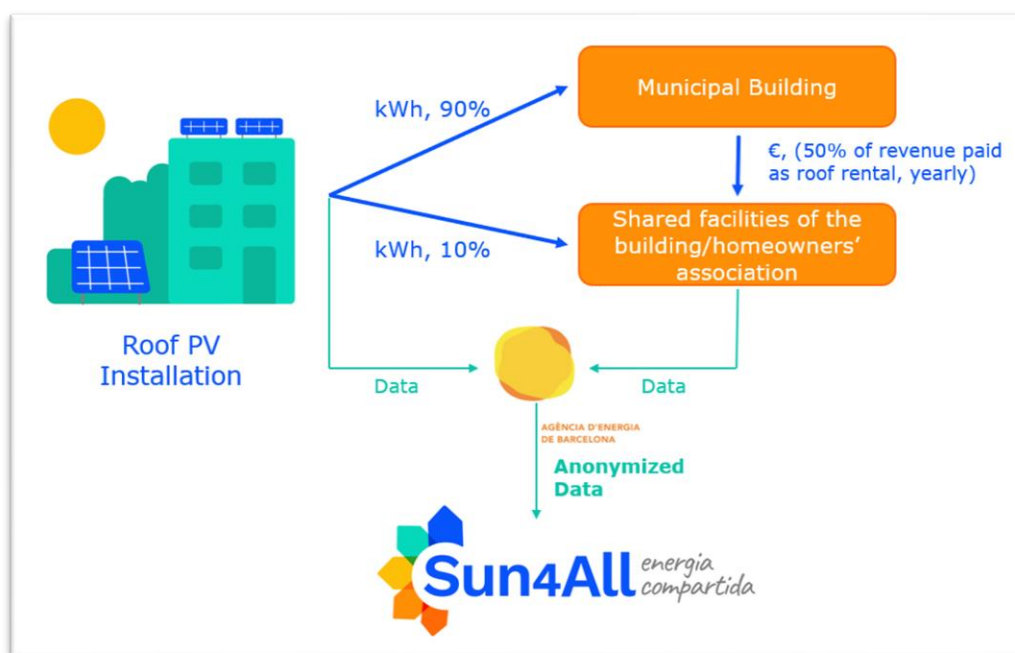 Municipal Building
kWh, 90%
€, (50% of revenue paid
as roof rental, yearly)
Shared facilities of the
building/homeowners’
association
kWh, 10%
Roof PV
Installation
Data
Data
AGÈNCIA D'ENERGIA
DE BARCELONA
Anonymized
Data
Sun4All energia
compartida